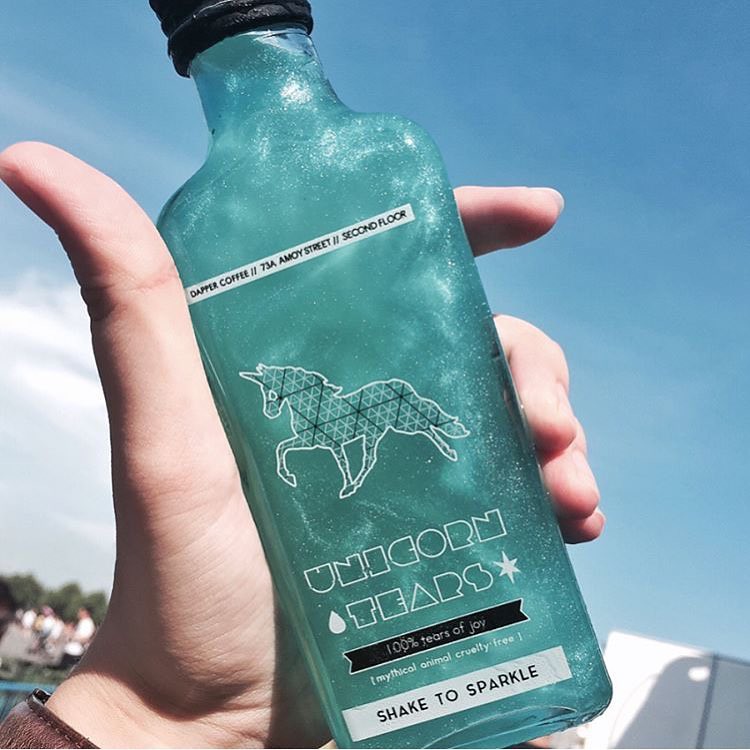 DAPPER COFFEE // 73A, AMOY STREET // SECOND FLOOR
UNICORN
TEARS
100% tears of joy
[mythical animal cruelty-free]
SHAKE TO SPARKLE